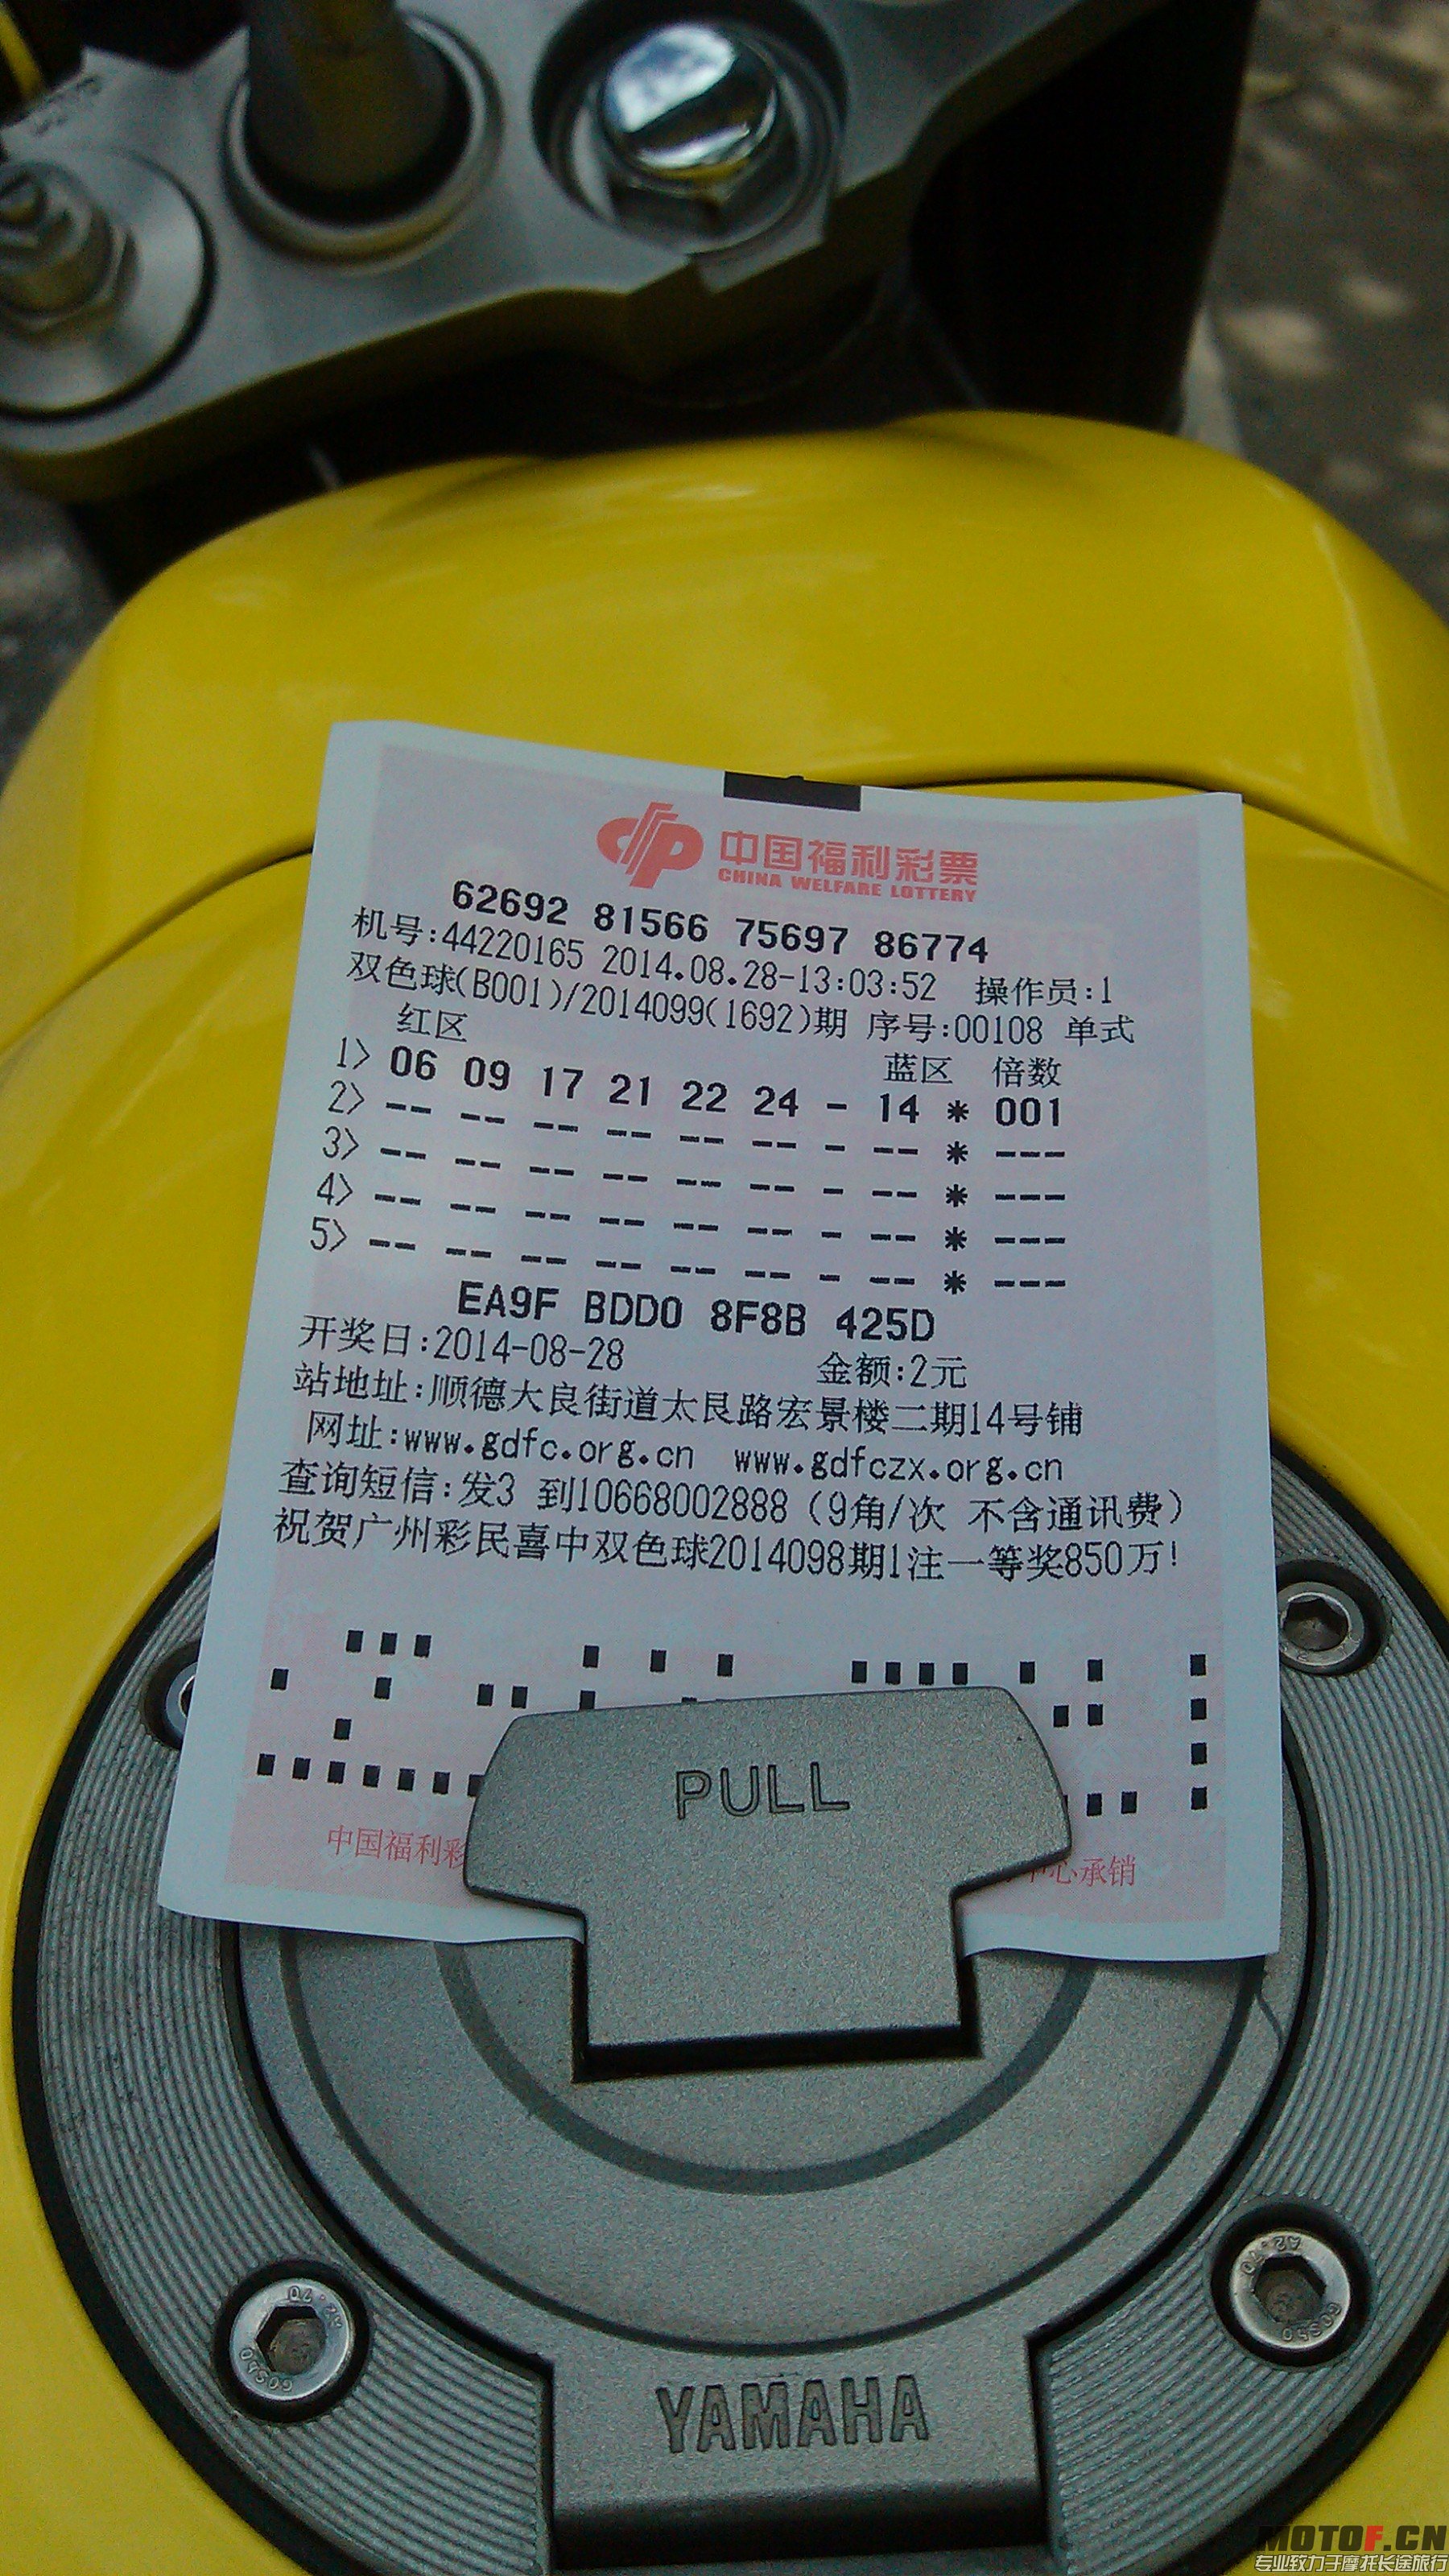 中国福利彩票
CHINA WELFARE LOTTERY
62692 81566 75697 86774
机号:44220165 2014.08.28-13:03:52 操作员:1
双色球(B001)/2014099(1692)期 序号:00108 单式
红区 蓝区 倍数
1> 06 09 17 21 22 24 - 14 * 001
2> -- -- -- -- -- -- - -- * ---
3> -- -- -- -- -- -- - -- * ---
4> -- -- -- -- -- -- - -- * ---
5> -- -- -- -- -- -- - -- * ---
EA9F BDD0 8F8B 425D
开奖日:2014-08-28 金额:2元
站地址:顺德大良街道太艮路宏景楼二期14号铺
网址:www.gdfc.org.cn www.gdfczx.org.cn
查询短信:发3 到10668002888（9角/次 不含通讯费）
祝贺广州彩民喜中双色球2014098期1注一等奖850万!
PULL
中国福利彩 心承销
YAMAHA
MOTOF.CN
专业致力于摩托长途旅行